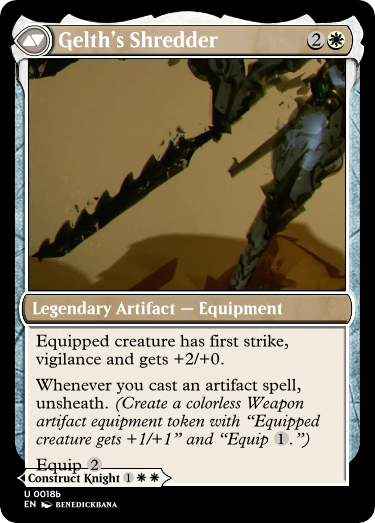 Gelth's Shredder 2
Legendary Artifact — Equipment
Equipped creature has first strike,
vigilance and gets +2/+0.
Whenever you cast an artifact spell,
unsheath. (Create a colorless Weapon
artifact equipment token with “Equipped
creature gets +1/+1” and “Equip 1.”)
Equip 2
Construct Knight 1
U 0018b
EN BENEDICKBANA